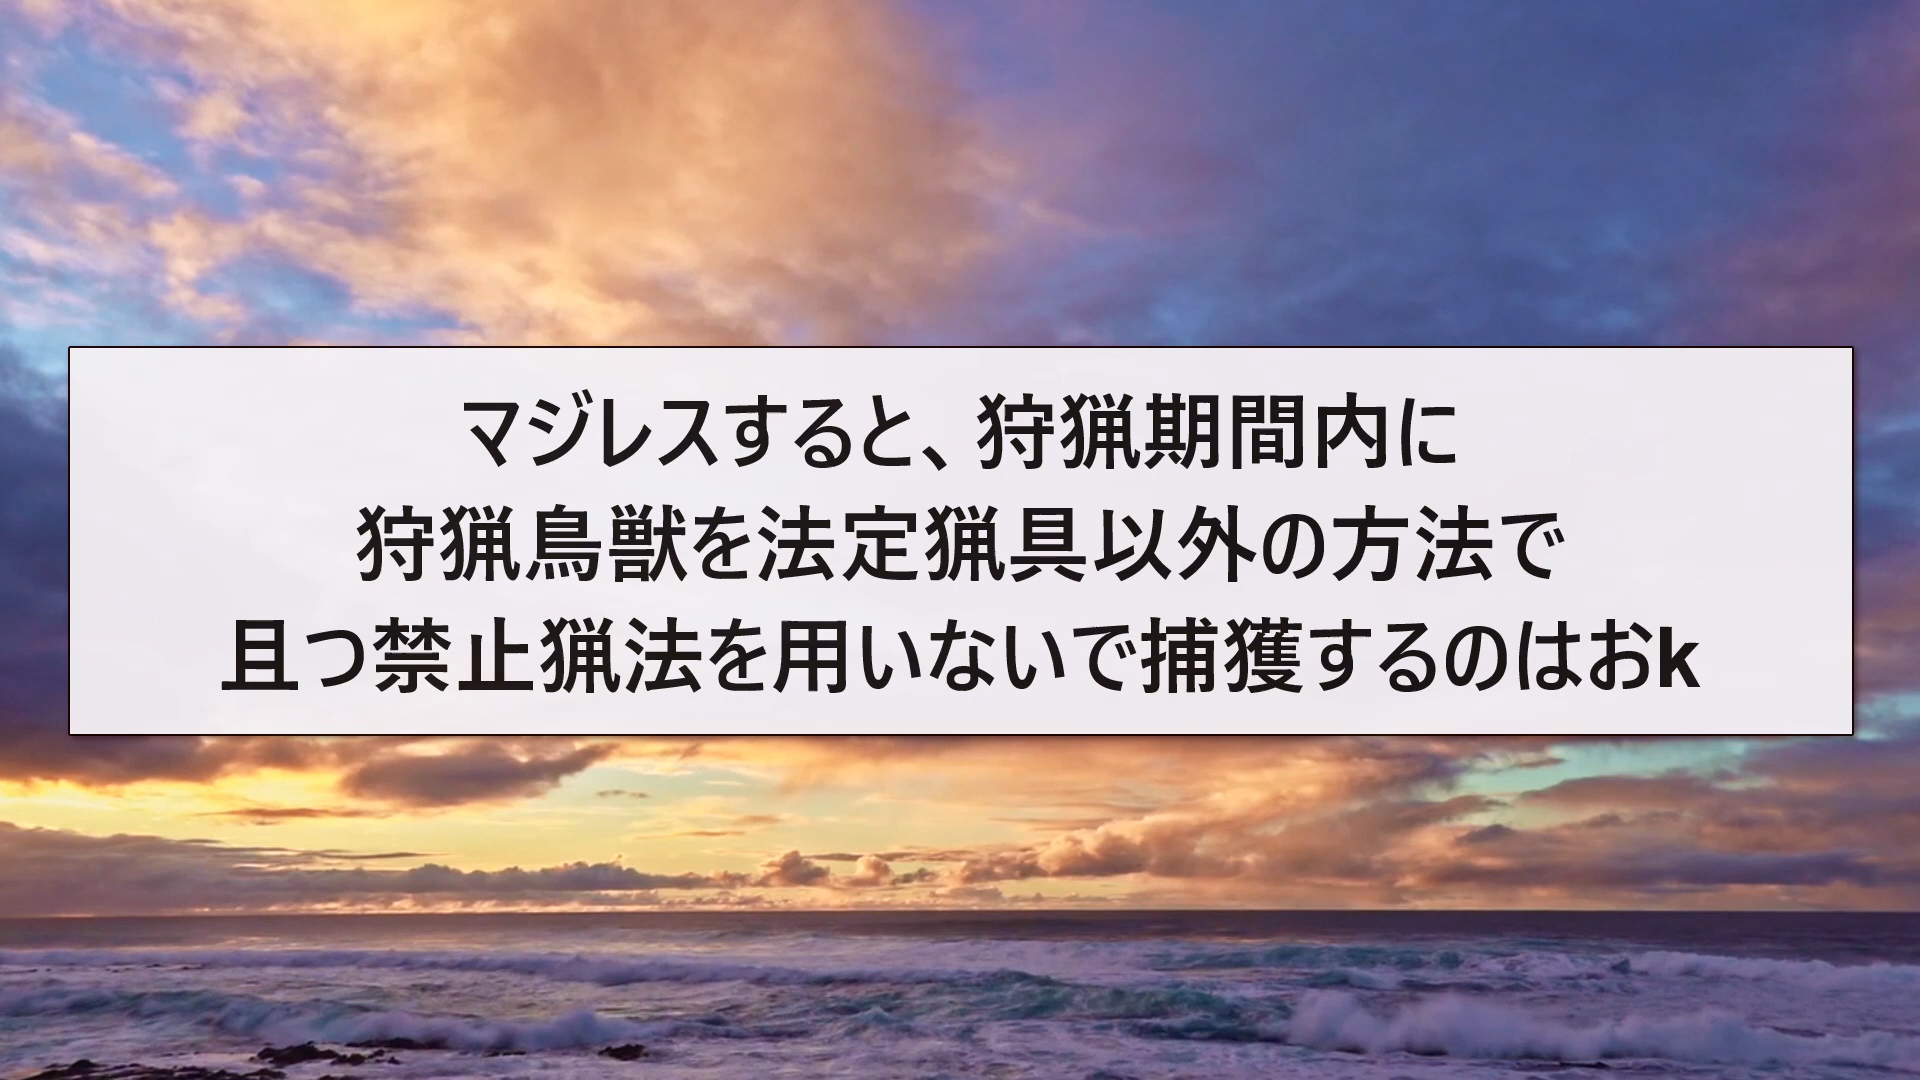 マジレスすると、狩猟期間内に
狩猟鳥獣を法定猟具以外の方法で
且つ禁止猟法を用いないで捕獲するのはおk